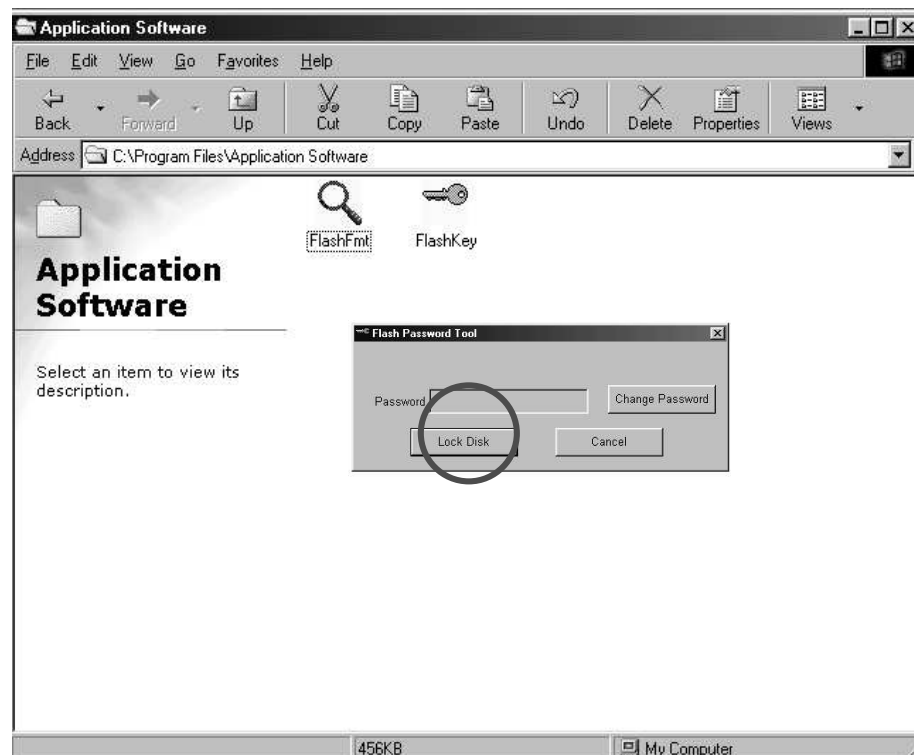 Application Software
File Edit View Go Favorites Help
Back Forward Up Cut Copy Paste Undo Delete Properties Views
Address C:\Program Files\Application Software
FlashFmt FlashKey
Application
Software
Select an item to view its
description.
Flash Password Tool
Password Change Password
Lock Disk Cancel
456KB My Computer